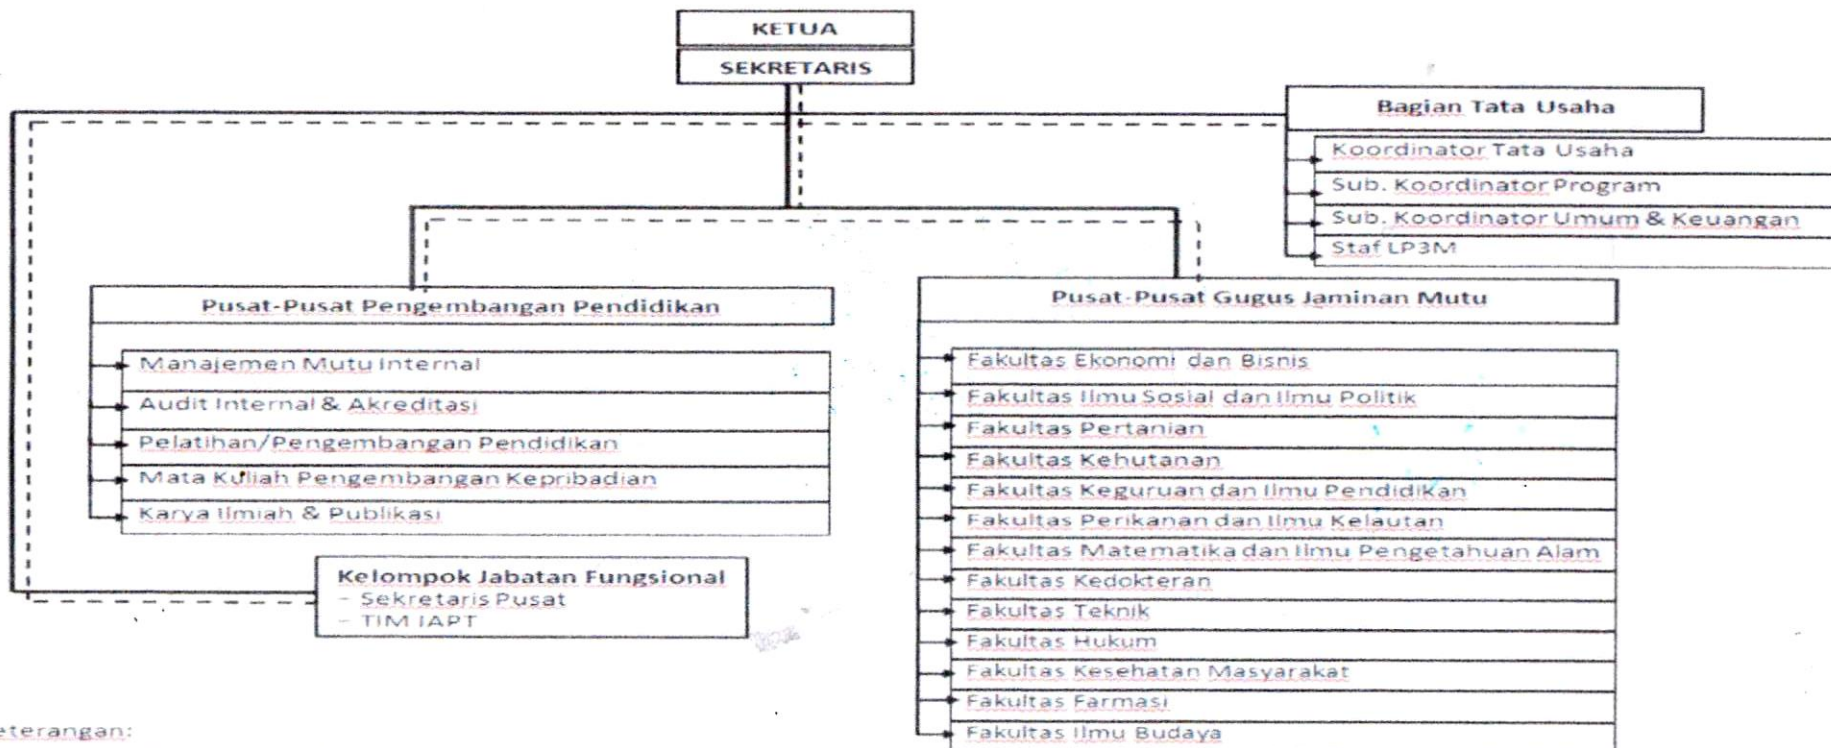 KETUA
SEKRETARIS
Bagian Tata Usaha
Koordinator Tata Usaha
Sub. Koordinator Program
Sub. Koordinator Umum & Keuangan
Staf LP3M
Pusat-Pusat Pengembangan Pendidikan
Manajemen Mutu Internal
Audit Internal & Akreditasi
Pelatihan/Pengembangan Pendidikan
Mata Kuliah Pengembangan Kepribadian
Karya Ilmiah & Publikasi
Kelompok Jabatan Fungsional
- Sekretaris Pusat
- TIM IAPT
Pusat-Pusat Gugus Jaminan Mutu
Fakultas Ekonomi dan Bisnis
Fakultas Ilmu Sosial dan Ilmu Politik
Fakultas Pertanian
Fakultas Kehutanan
Fakultas Keguruan dan Ilmu Pendidikan
Fakultas Perikanan dan Ilmu Kelautan
Fakultas Matematika dan Ilmu Pengetahuan Alam
Fakultas Kedokteran
Fakultas Teknik
Fakultas Hukum
Fakultas Kesehatan Masyarakat
Fakultas Farmasi
Fakultas Ilmu Budaya
eterangan: